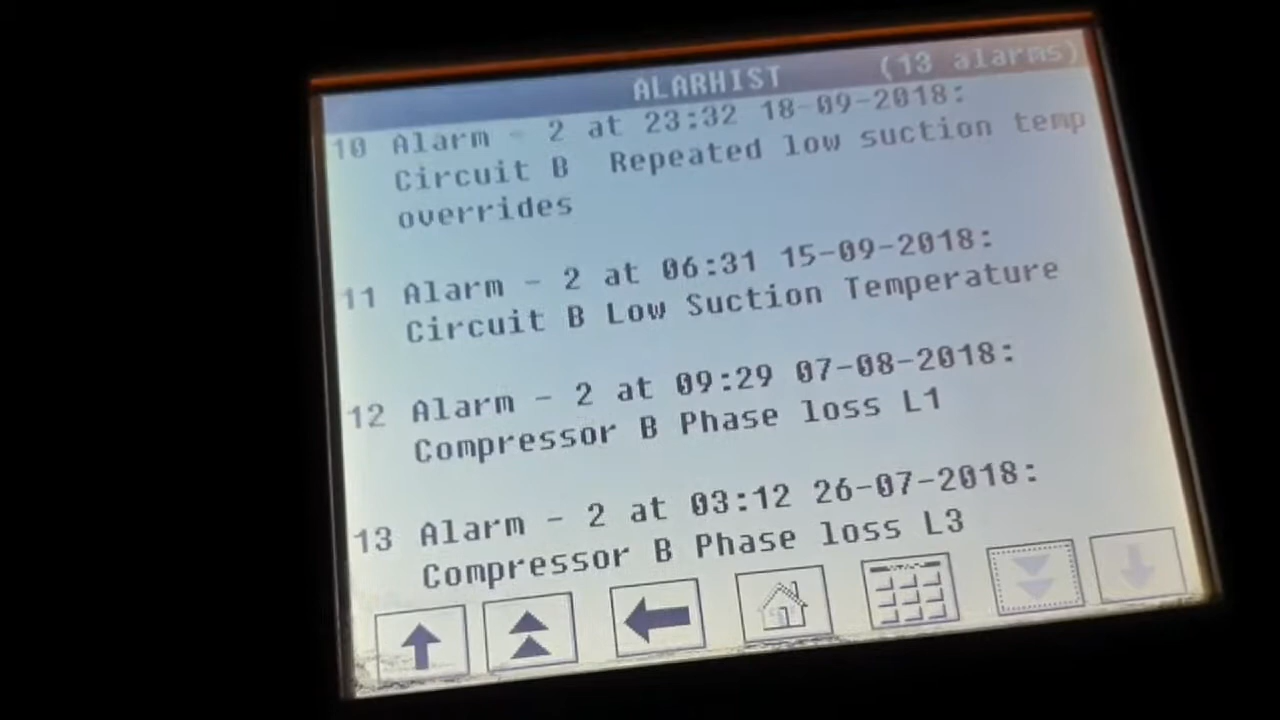 ALARHIST (13 alarms)
10 Alarm - 2 at 23:32 18-09-2018:
Circuit B Repeated low suction temp
overrides
11 Alarm - 2 at 06:31 15-09-2018:
Circuit B Low Suction Temperature
12 Alarm - 2 at 09:29 07-08-2018:
Compressor B Phase loss L1
13 Alarm - 2 at 03:12 26-07-2018:
Compressor B Phase loss L3